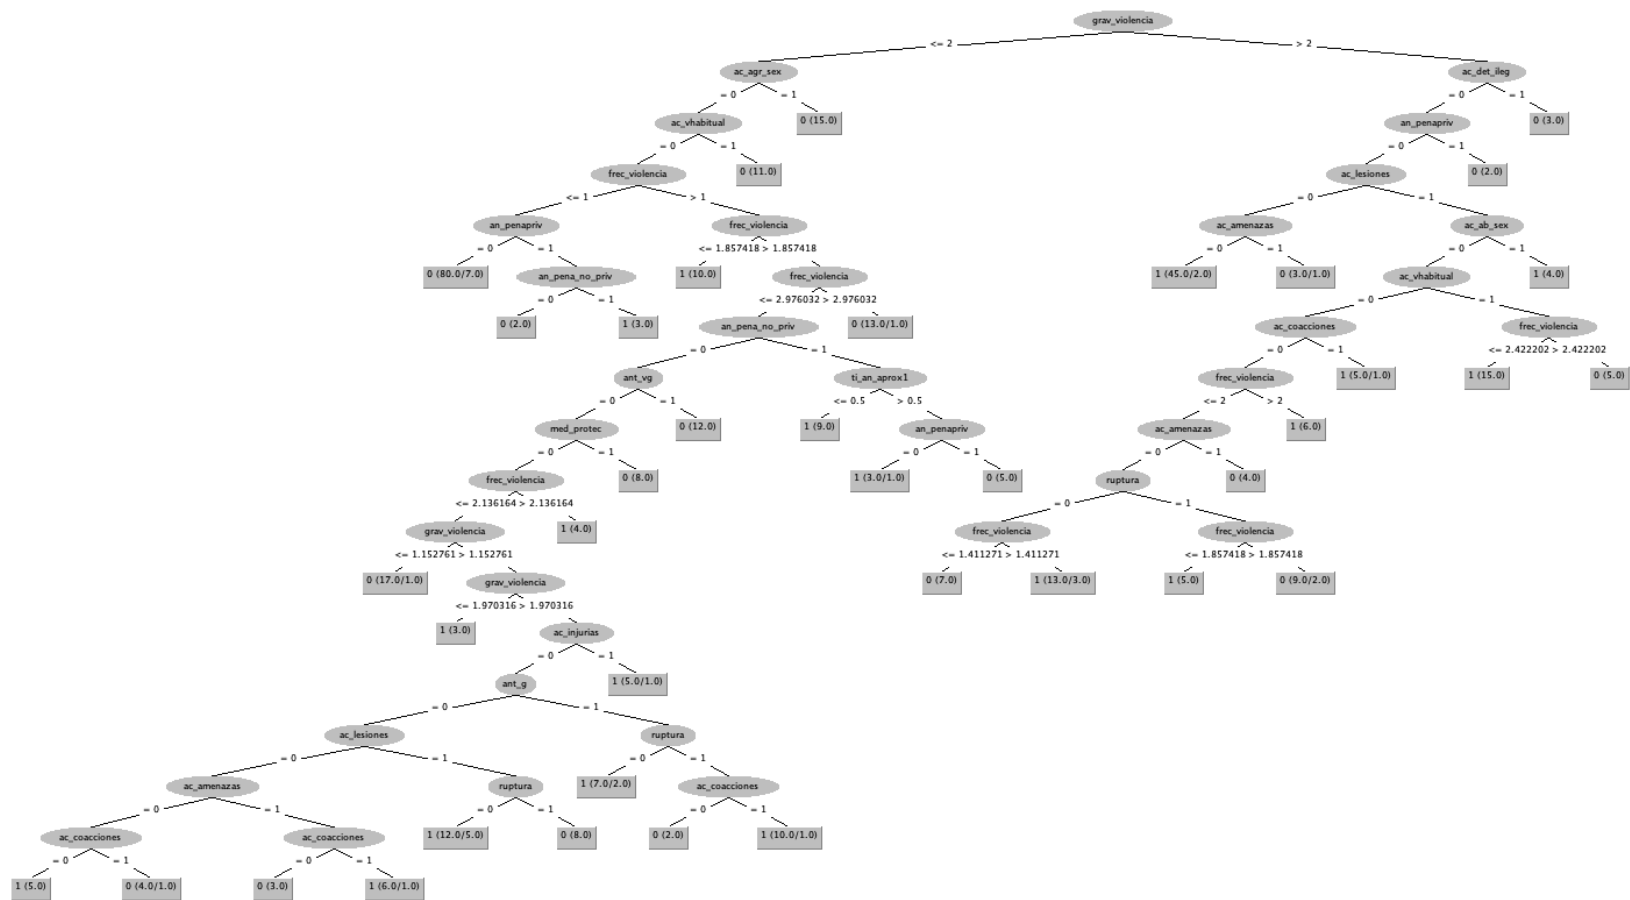 grav_violencia
<= 2 > 2
ac_agr_sex ac_det_ileg
= 0 = 1 = 0 = 1
ac_vhabitual 0 (15.0) an_penapriv 0 (3.0)
= 0 = 1 = 0 = 1
frec_violencia 0 (11.0) ac_lesiones 0 (2.0)
<= 1 > 1 = 0 = 1
an_penapriv frec_violencia ac_amenazas ac_ab_sex
= 0 = 1 <= 1.857418 > 1.857418 = 0 = 1 = 0 = 1
0 (80.0/7.0) an_pena_no_priv 1 (10.0) frec_violencia 1 (45.0/2.0) 0 (3.0/1.0) ac_vhabitual 1 (4.0)
= 0 = 1 <= 2.976032 > 2.976032 = 0 = 1
0 (2.0) 1 (3.0) an_pena_no_priv 0 (13.0/1.0) ac_coacciones frec_violencia
= 0 = 1 = 0 = 1 <= 2.422202 > 2.422202
ant_vg ti_an_aprox1 frec_violencia 1 (5.0/1.0) 1 (15.0) 0 (5.0)
= 0 = 1 <= 0.5 > 0.5 <= 2 > 2
med_protec 0 (12.0) 1 (9.0) an_penapriv ac_amenazas 1 (6.0)
= 0 = 1 = 0 = 1 = 0 = 1
frec_violencia 0 (8.0) 1 (3.0/1.0) 0 (5.0) ruptura 0 (4.0)
<= 2.136164 > 2.136164 = 0 = 1
grav_violencia 1 (4.0) frec_violencia frec_violencia
<= 1.152761 > 1.152761 <= 1.411271 > 1.411271 <= 1.857418 > 1.857418
0 (17.0/1.0) grav_violencia 0 (7.0) 1 (13.0/3.0) 1 (5.0) 0 (9.0/2.0)
<= 1.970316 > 1.970316
1 (3.0) ac_injurias
= 0 = 1
ant_g 1 (5.0/1.0)
= 0 = 1
ac_lesiones ruptura
= 0 = 1 = 0 = 1
ac_amenazas ruptura 1 (7.0/2.0) ac_coacciones
= 0 = 1 = 0 = 1 = 0 = 1
ac_coacciones ac_coacciones 1 (12.0/5.0) 0 (8.0) 0 (2.0) 1 (10.0/1.0)
= 0 = 1 = 0 = 1
1 (5.0) 0 (4.0/1.0) 0 (3.0) 1 (6.0/1.0)